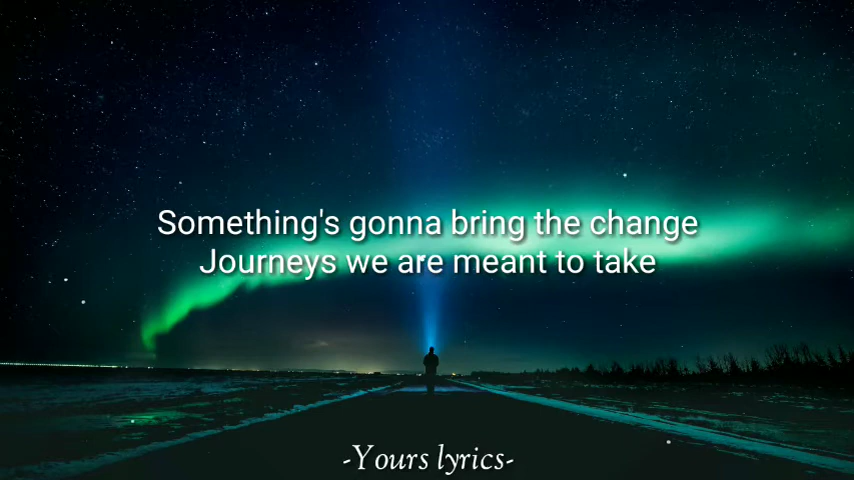 Something's gonna bring the change
Journeys we are meant to take
-Yours lyrics-